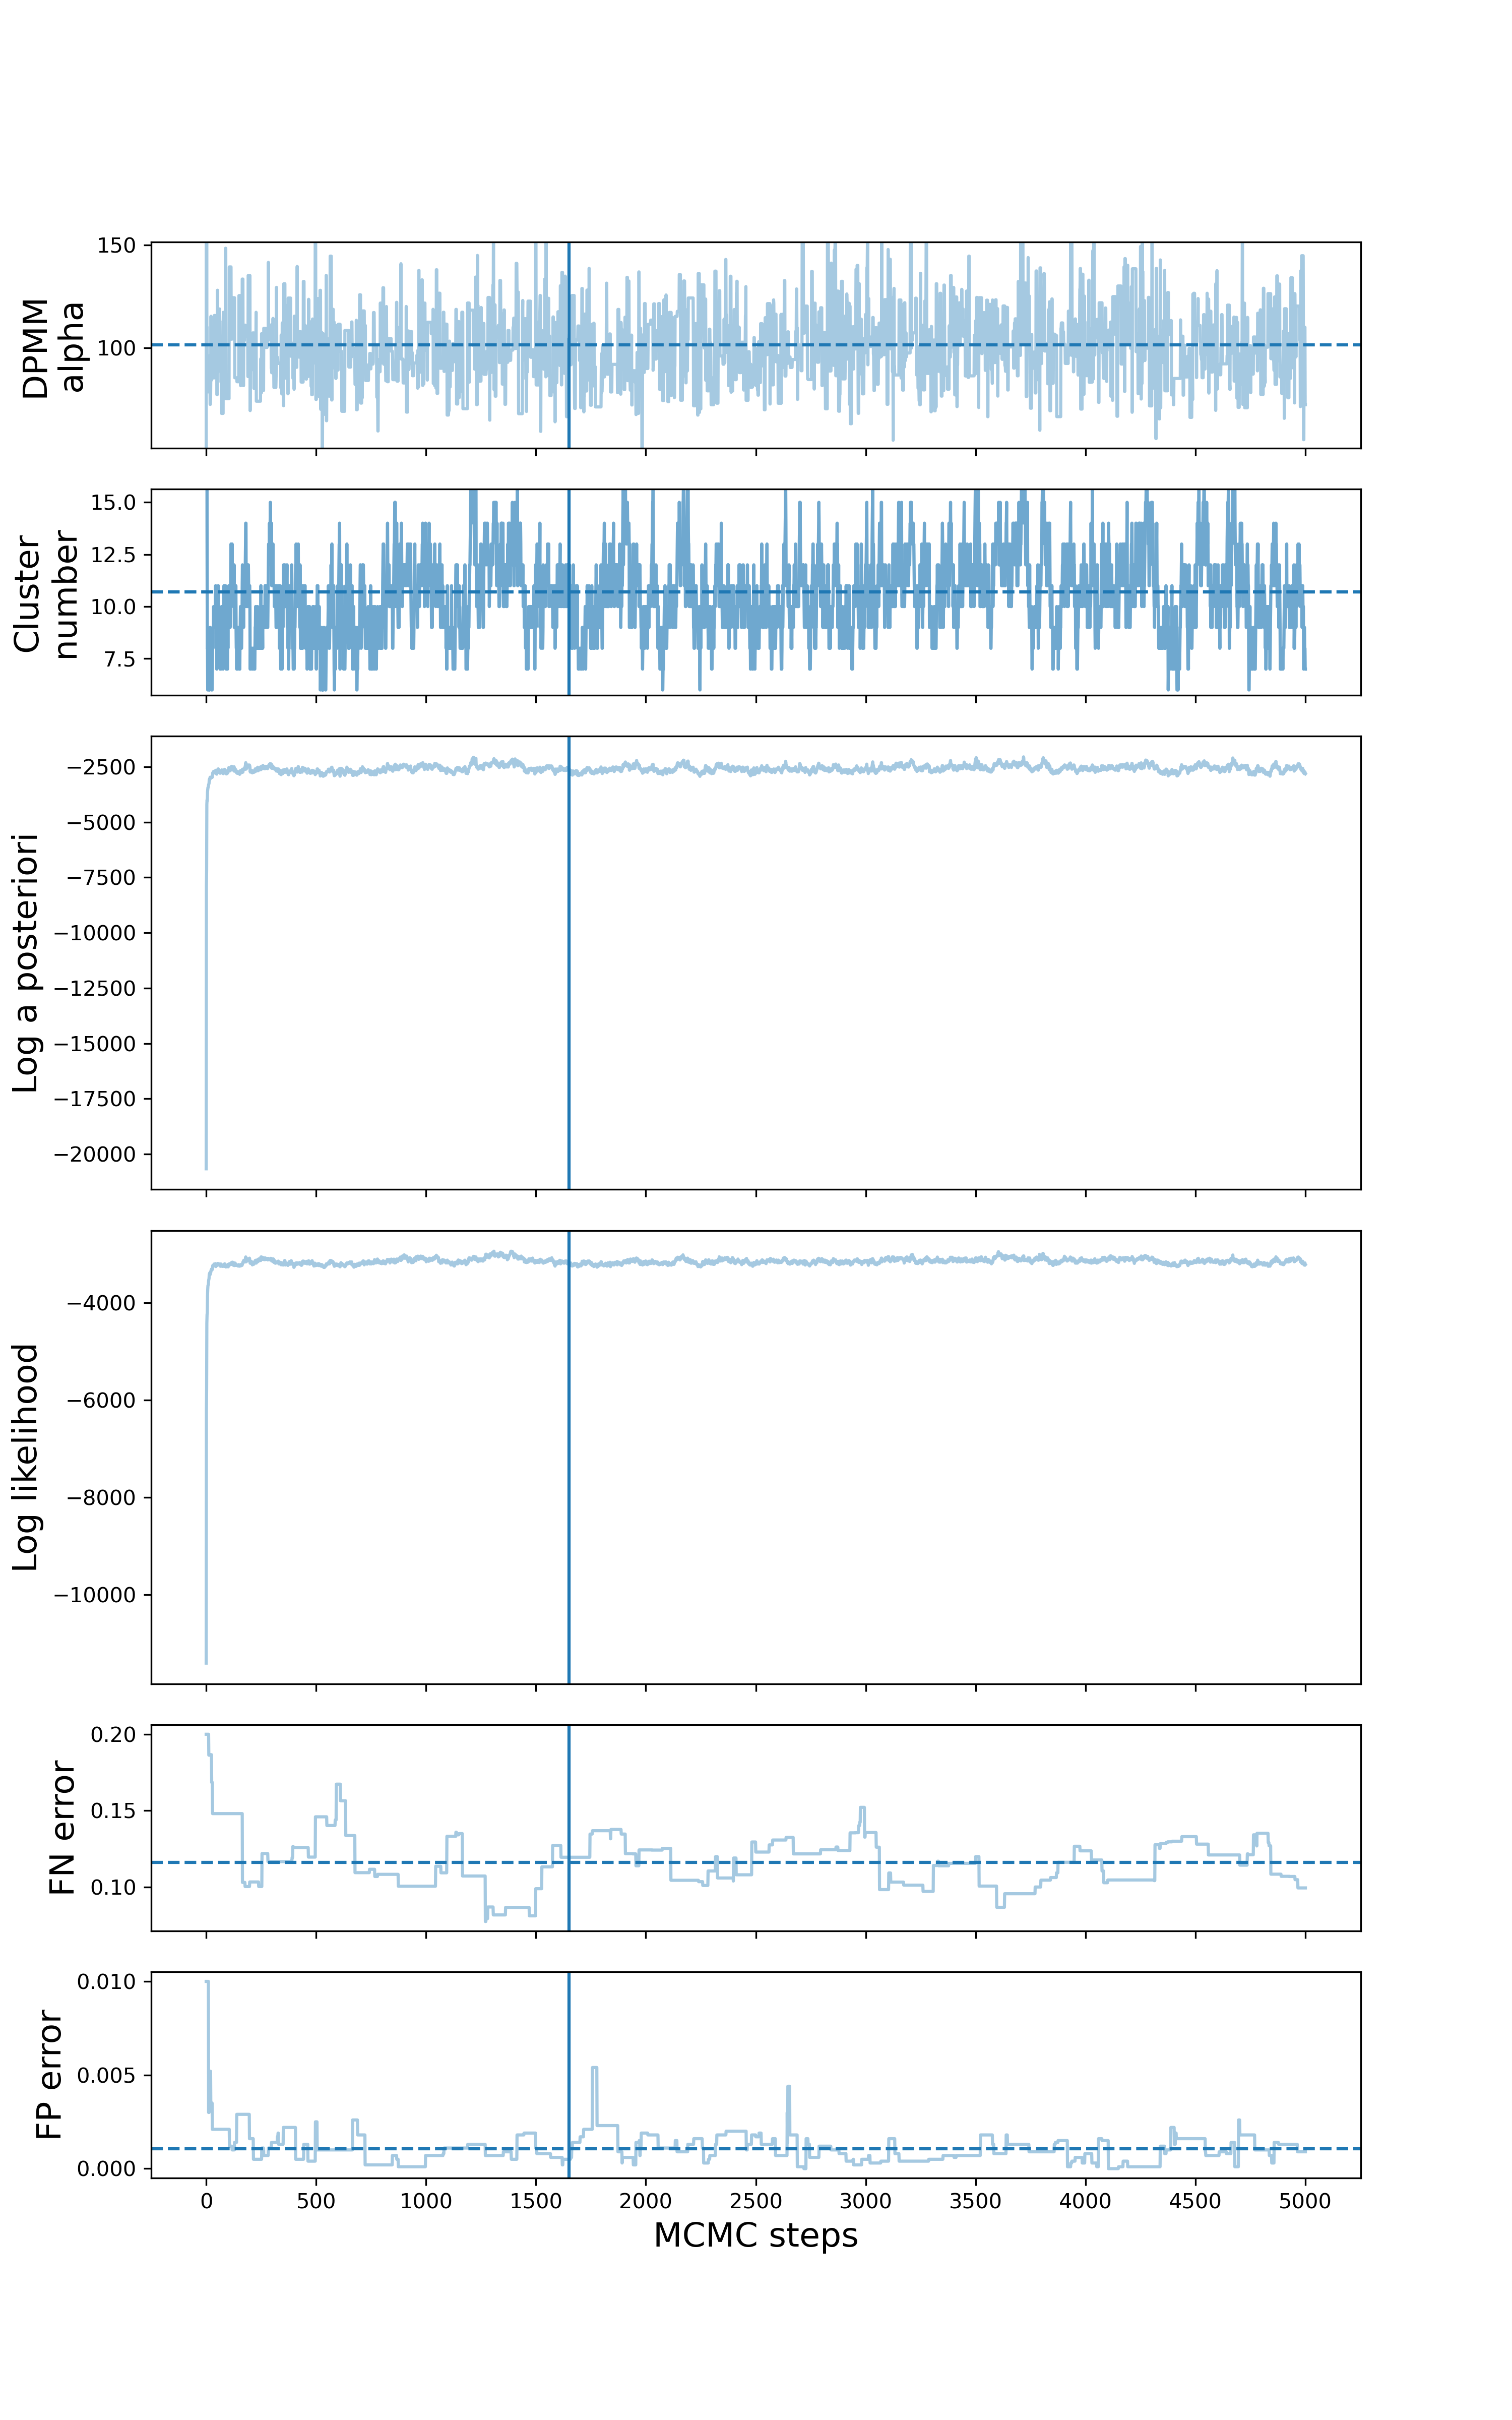 DPMM
alpha
150
100
Cluster
number
15.0
12.5
10.0
7.5
Log a posteriori
−2500
−5000
−7500
−10000
−12500
−15000
−17500
−20000
Log likelihood
−4000
−6000
−8000
−10000
FN error
0.20
0.15
0.10
FP error
0.010
0.005
0.000
0 500 1000 1500 2000 2500 3000 3500 4000 4500 5000
MCMC steps